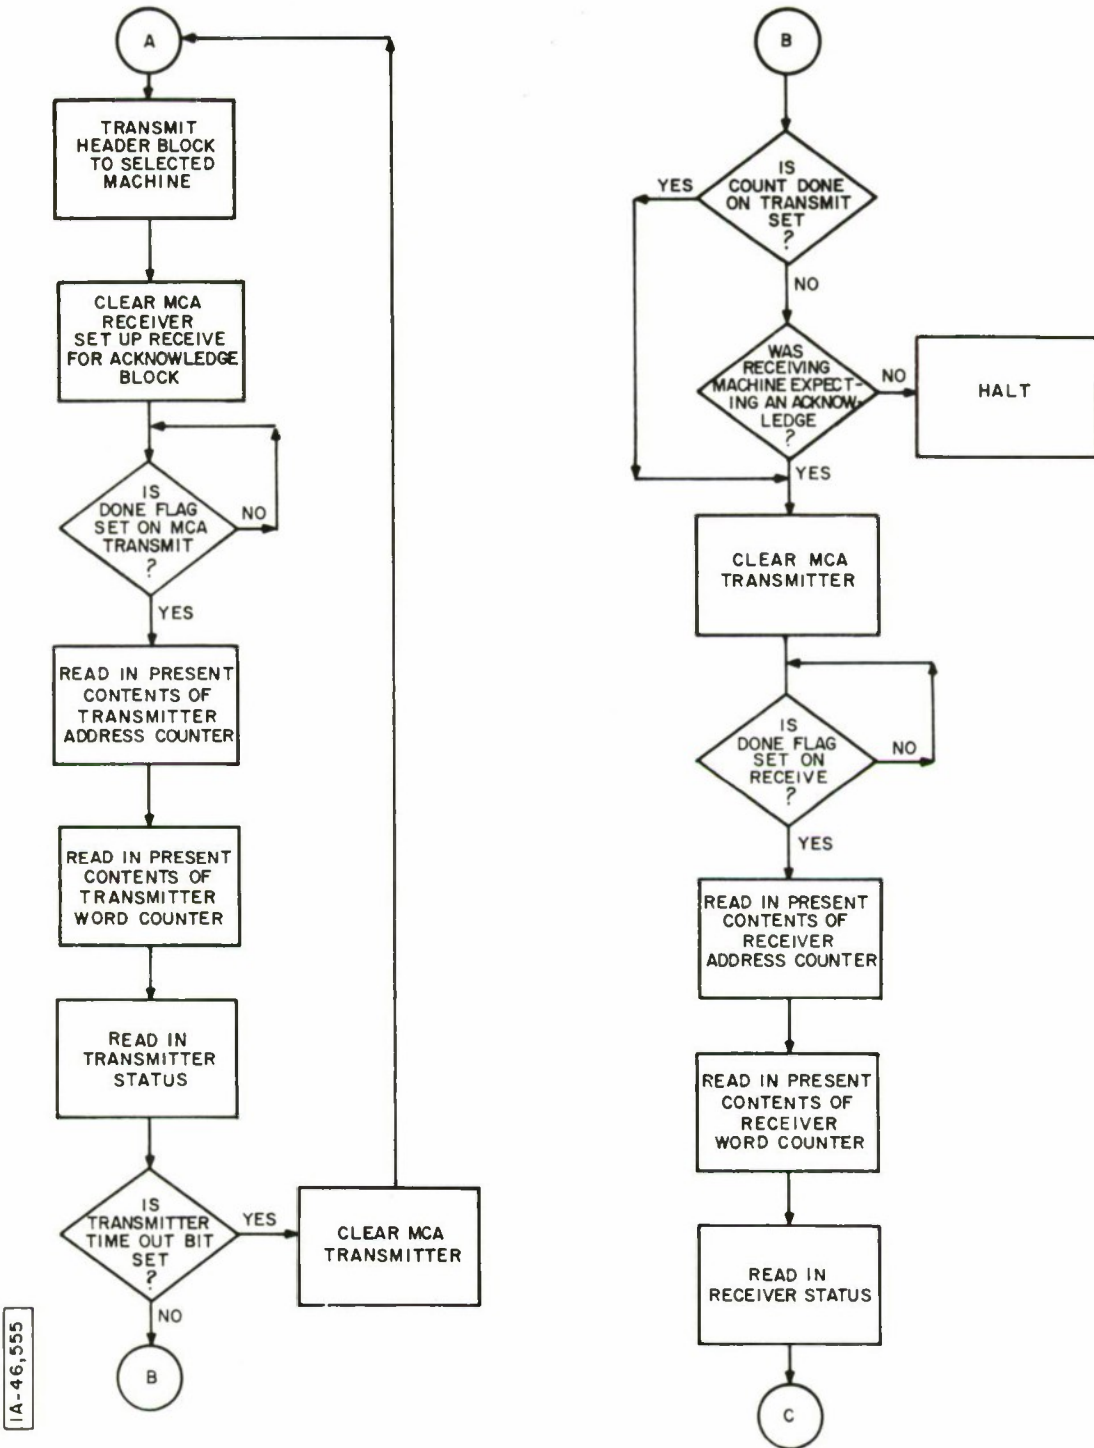 A
TRANSMIT
HEADER BLOCK
TO SELECTED
MACHINE
CLEAR MCA
RECEIVER
SET UP RECEIVE
FOR ACKNOWLEDGE
BLOCK
IS
DONE FLAG
SET ON MCA
TRANSMIT
?
NO
YES
READ IN PRESENT
CONTENTS OF
TRANSMITTER
ADDRESS COUNTER
READ IN PRESENT
CONTENTS OF
TRANSMITTER
WORD COUNTER
READ IN
TRANSMITTER
STATUS
IS
TRANSMITTER
TIME OUT BIT
SET
?
YES
CLEAR MCA
TRANSMITTER
NO
B
IA-46,555
B
IS
COUNT DONE
ON TRANSMIT
SET
?
YES
NO
WAS
RECEIVING
MACHINE EXPECT-
ING AN ACKNOW-
LEDGE
?
NO
HALT
YES
CLEAR MCA
TRANSMITTER
IS
DONE FLAG
SET ON
RECEIVE
?
NO
YES
READ IN PRESENT
CONTENTS OF
RECEIVER
ADDRESS COUNTER
READ IN PRESENT
CONTENTS OF
RECEIVER
WORD COUNTER
READ IN
RECEIVER STATUS
C